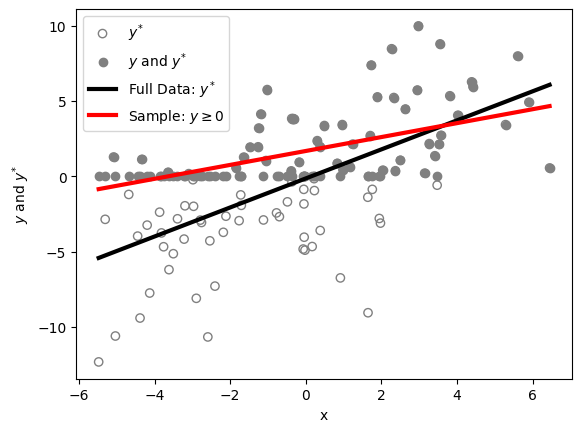 y*
y and y*
Full Data: y*
Sample: y ≥ 0
10
5
0
−5
−10
y and y*
−6 −4 −2 0 2 4 6
x